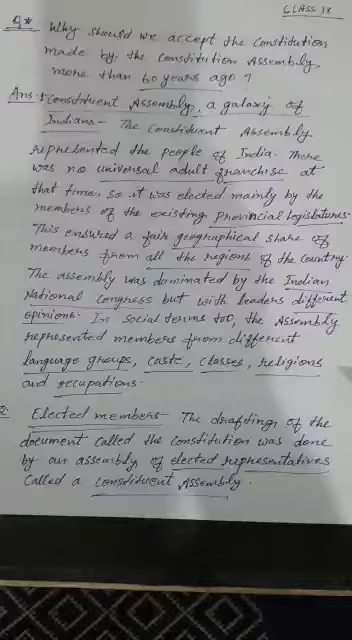 CLASS IX
Q* Why should we accept the Constitution
made by the Constitution Assembly
more than 60 years ago?
Ans-1 Constituent Assembly, a galaxy of
Indians - The Constituent Assembly
represented the people of India. There
was no universal adult franchise at
that time, so it was elected mainly by the
members of the existing Provincial legislatures.
This ensured a fair geographical share of
members from all the regions of the Country.
The assembly was dominated by the Indian
National Congress but with leaders different
opinions. In social terms too, the Assembly
represented members from different
language groups, caste, classes, religions
and occupations.
2. Elected members - The drafting of the
document called the constitution was done
by an assembly of elected representatives
called a Constituent Assembly.